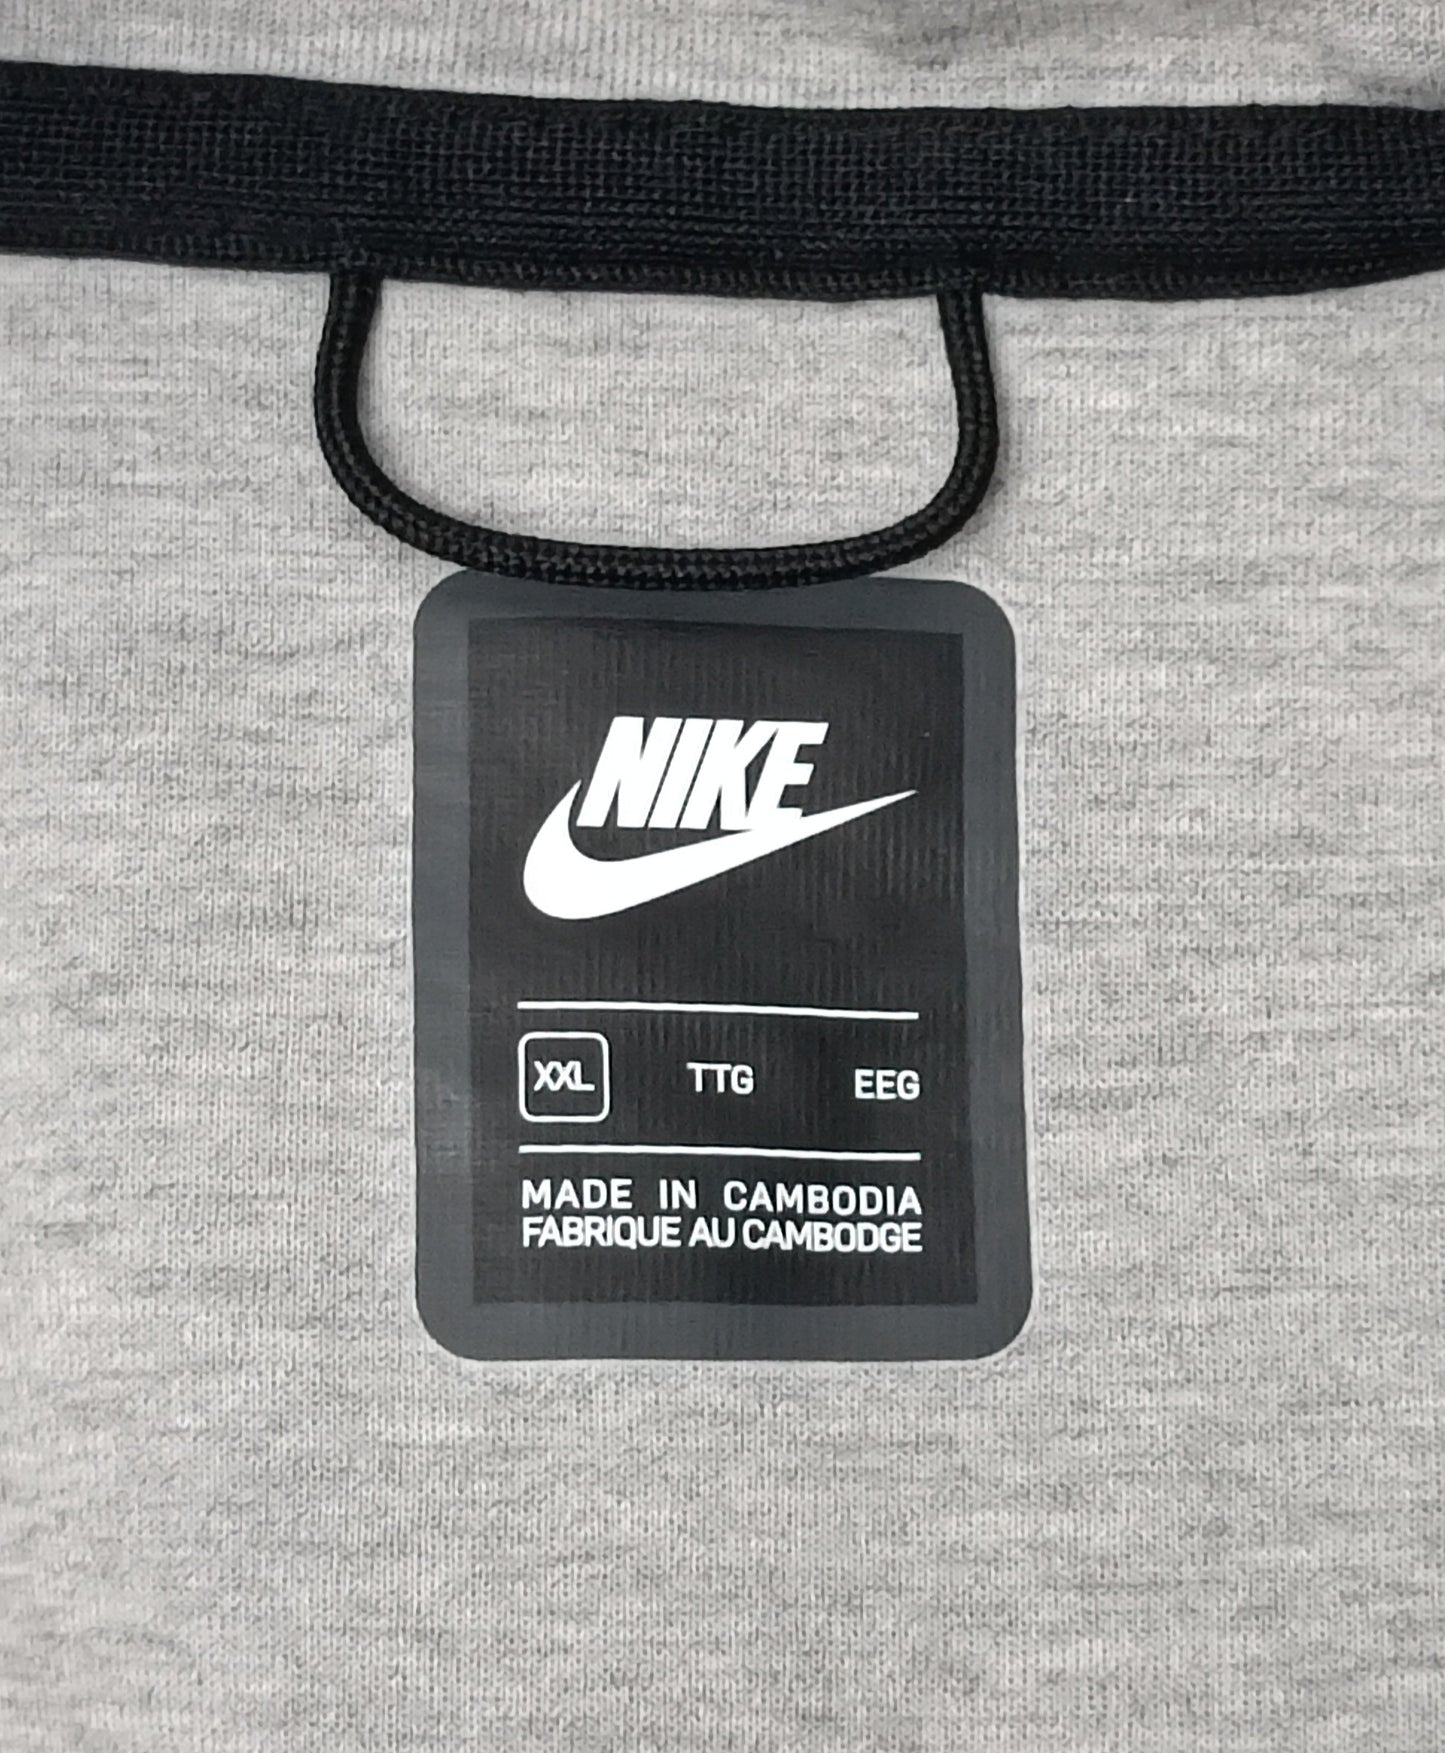 NIKE
XXL TTG EEG
MADE IN CAMBODIA
FABRIQUE AU CAMBODGE